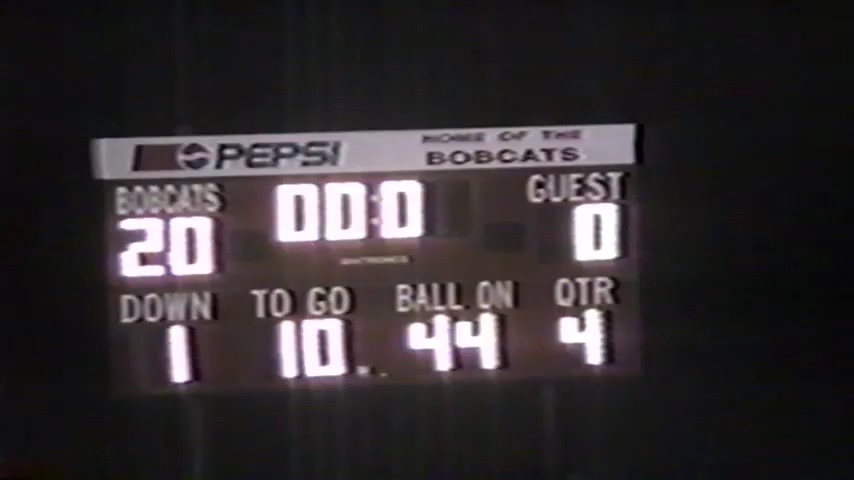 PEPSI HOME OF THE
BOBCATS
BOBCATS 00:0 GUEST
20 0
DOWN TO GO BALL ON QTR
1 10 44 4